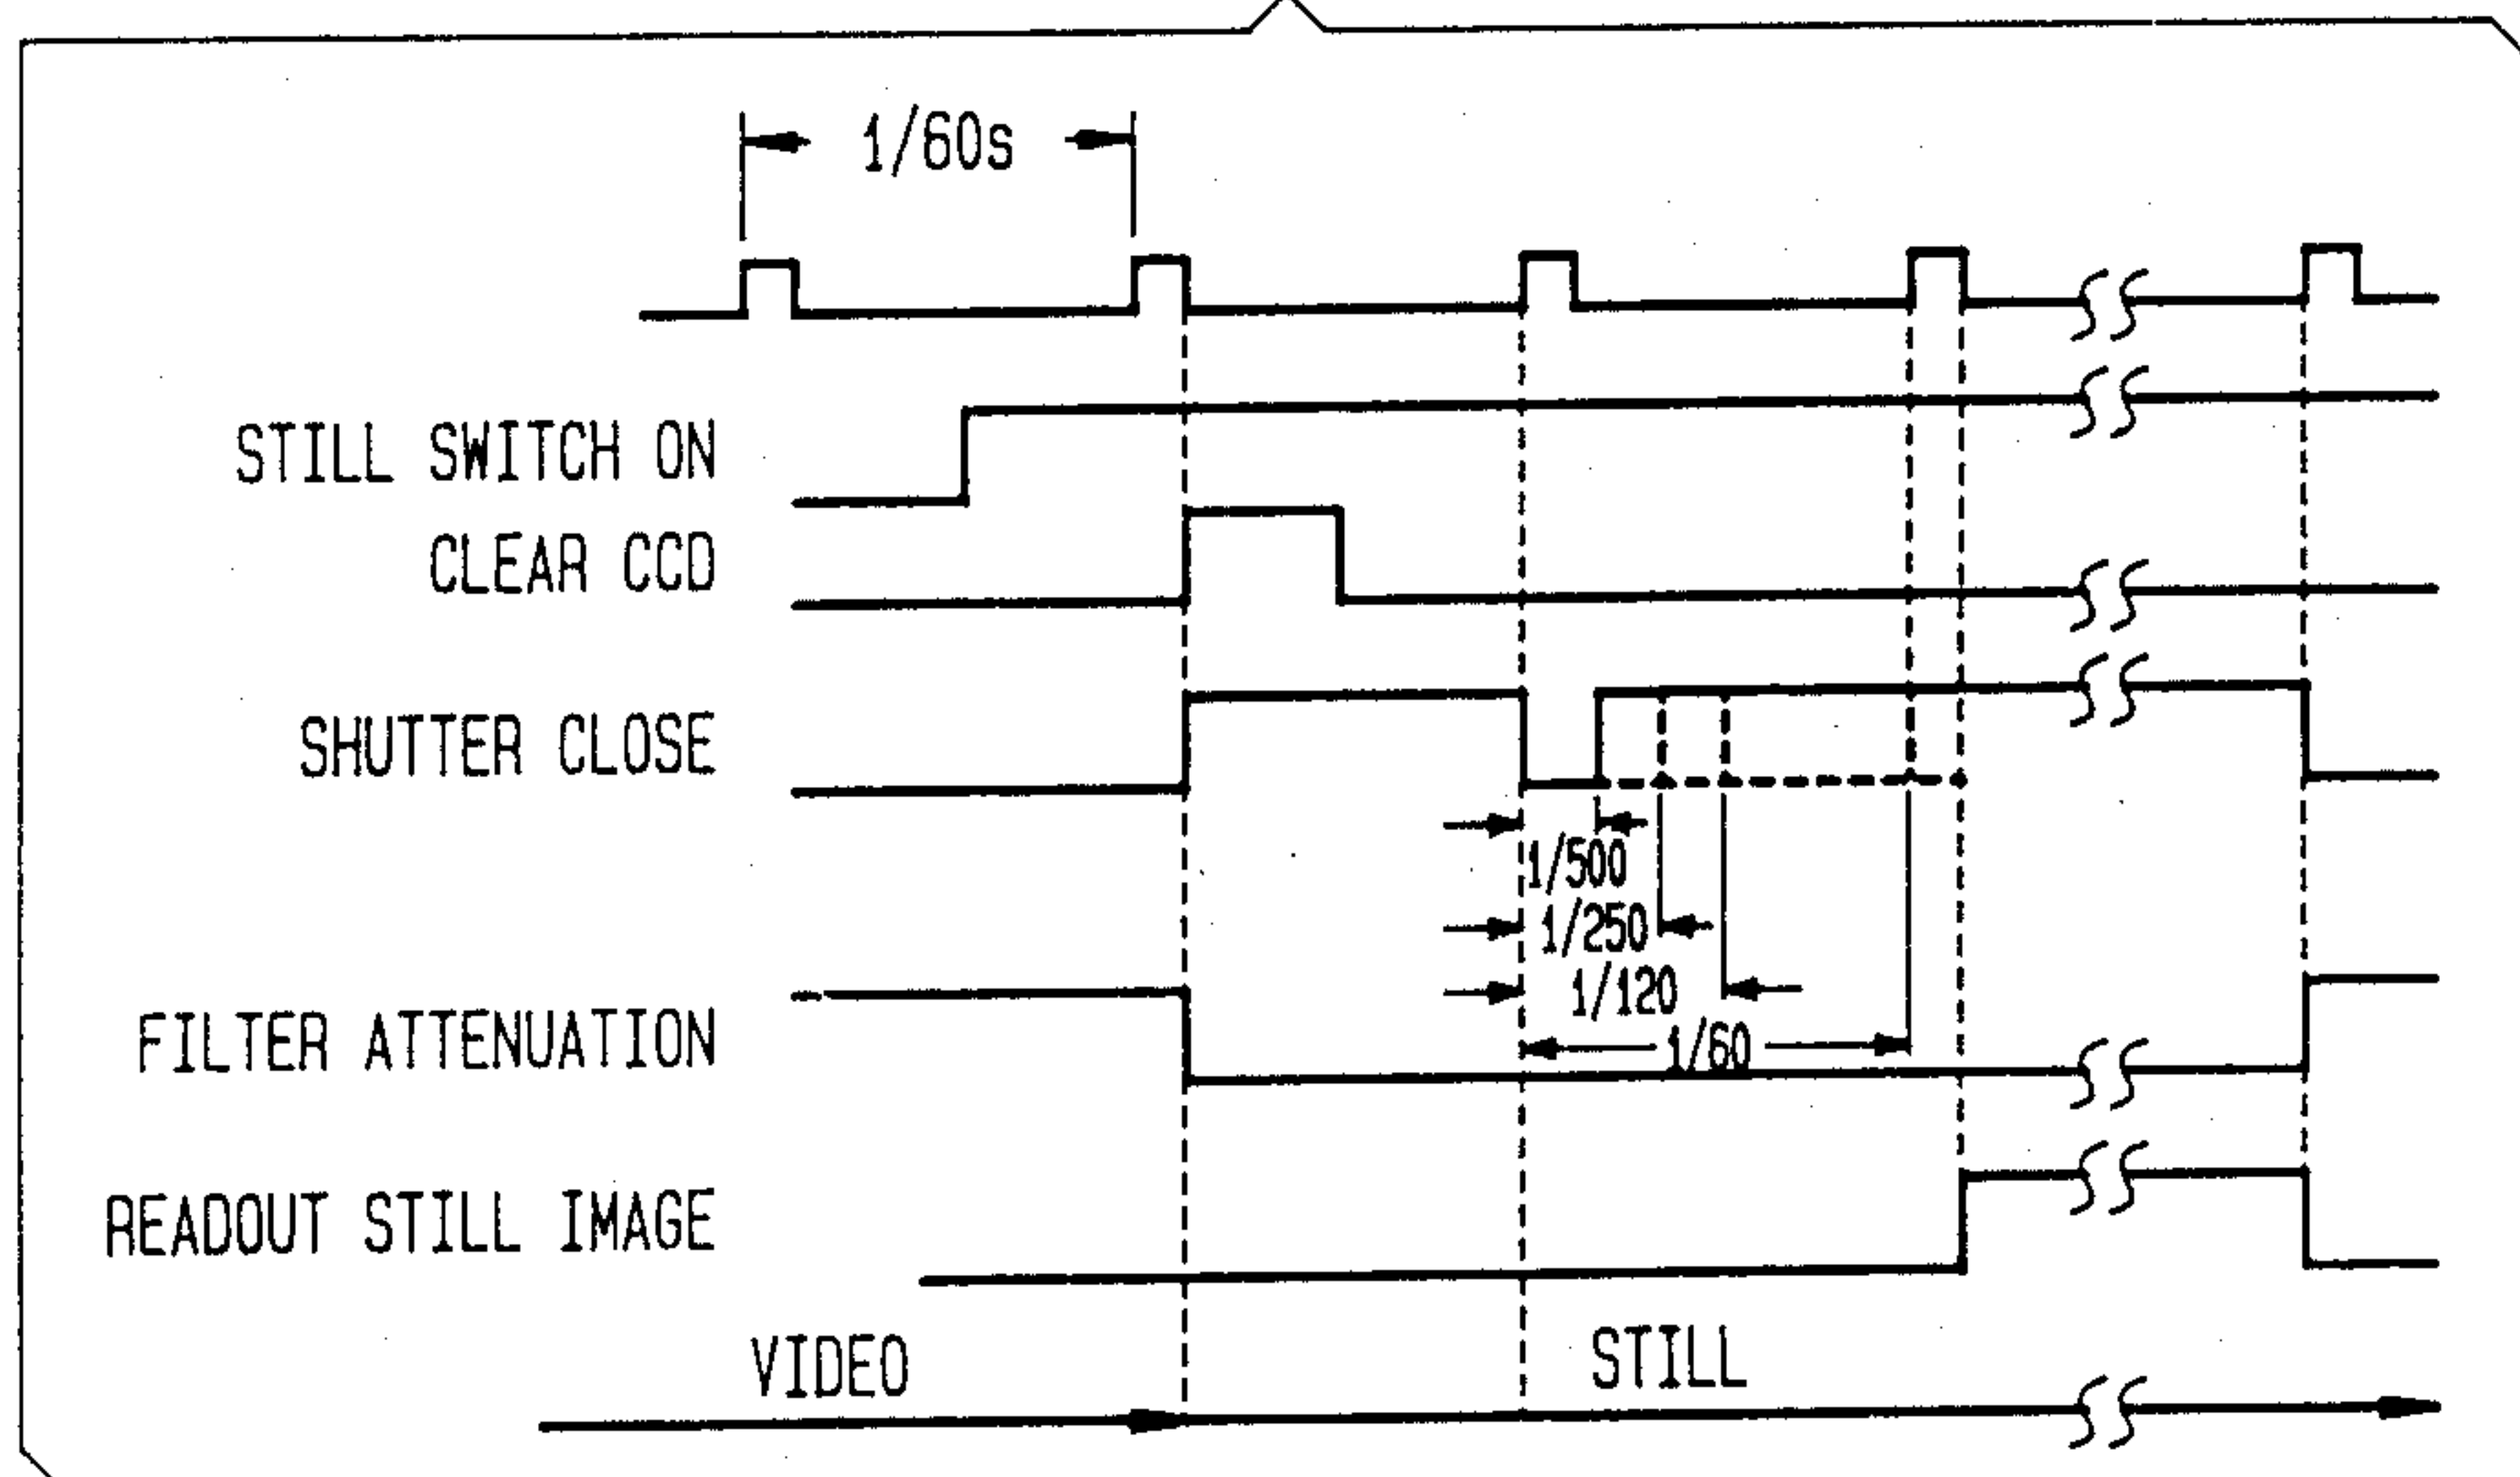 1/60s
STILL SWITCH ON
CLEAR CCD
SHUTTER CLOSE
1/500
1/250
1/120
FILTER ATTENUATION
1/60
READOUT STILL IMAGE
VIDEO
STILL